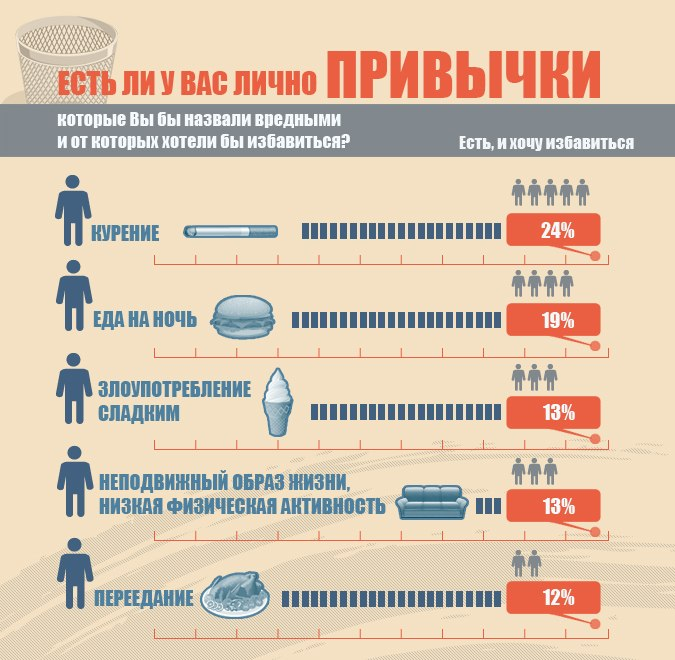 ЕСТЬ ЛИ У ВАС ЛИЧНО ПРИВЫЧКИ
которые Вы бы назвали вредными
и от которых хотели бы избавиться?
Есть, и хочу избавиться
КУРЕНИЕ
24%
ЕДА НА НОЧЬ
19%
ЗЛОУПОТРЕБЛЕНИЕ
СЛАДКИМ
13%
НЕПОДВИЖНЫЙ ОБРАЗ ЖИЗНИ,
НИЗКАЯ ФИЗИЧЕСКАЯ АКТИВНОСТЬ
13%
ПЕРЕЕДАНИЕ
12%